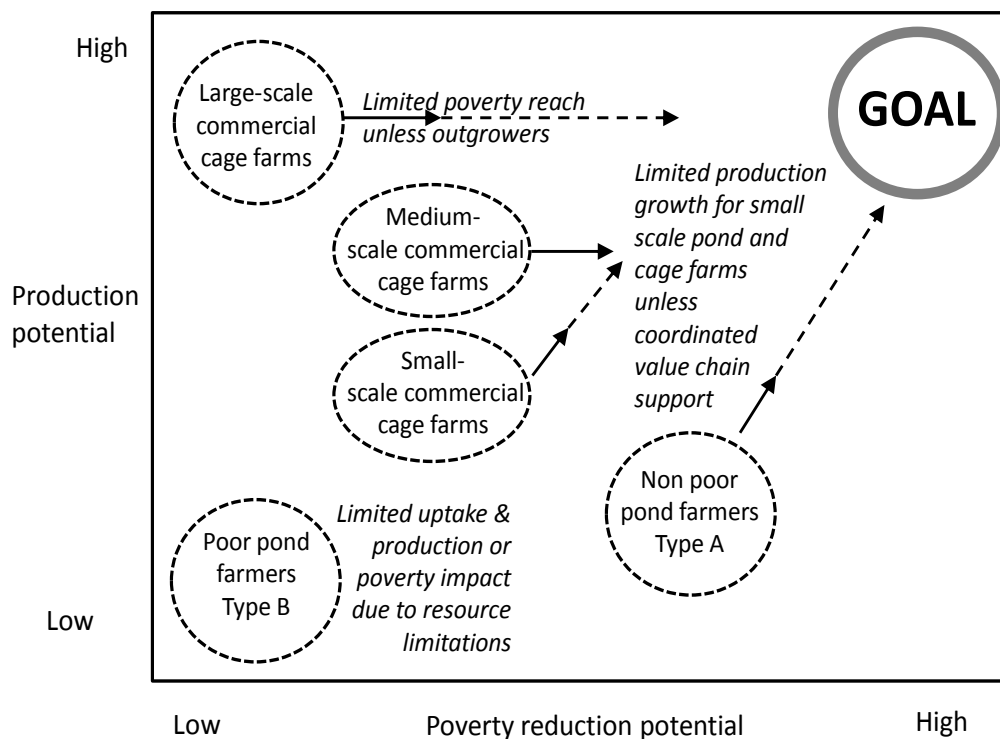 High
Large-scale
commercial
cage farms
Limited poverty reach
unless outgrowers
GOAL
Medium-
scale commercial
cage farms
Limited production
growth for small
scale pond and
cage farms
unless
coordinated
value chain
support
Production
potential
Small-
scale commercial
cage farms
Non poor
pond farmers
Type A
Poor pond
farmers
Type B
Limited uptake &
production or
poverty impact
due to resource
limitations
Low
Low
Poverty reduction potential
High